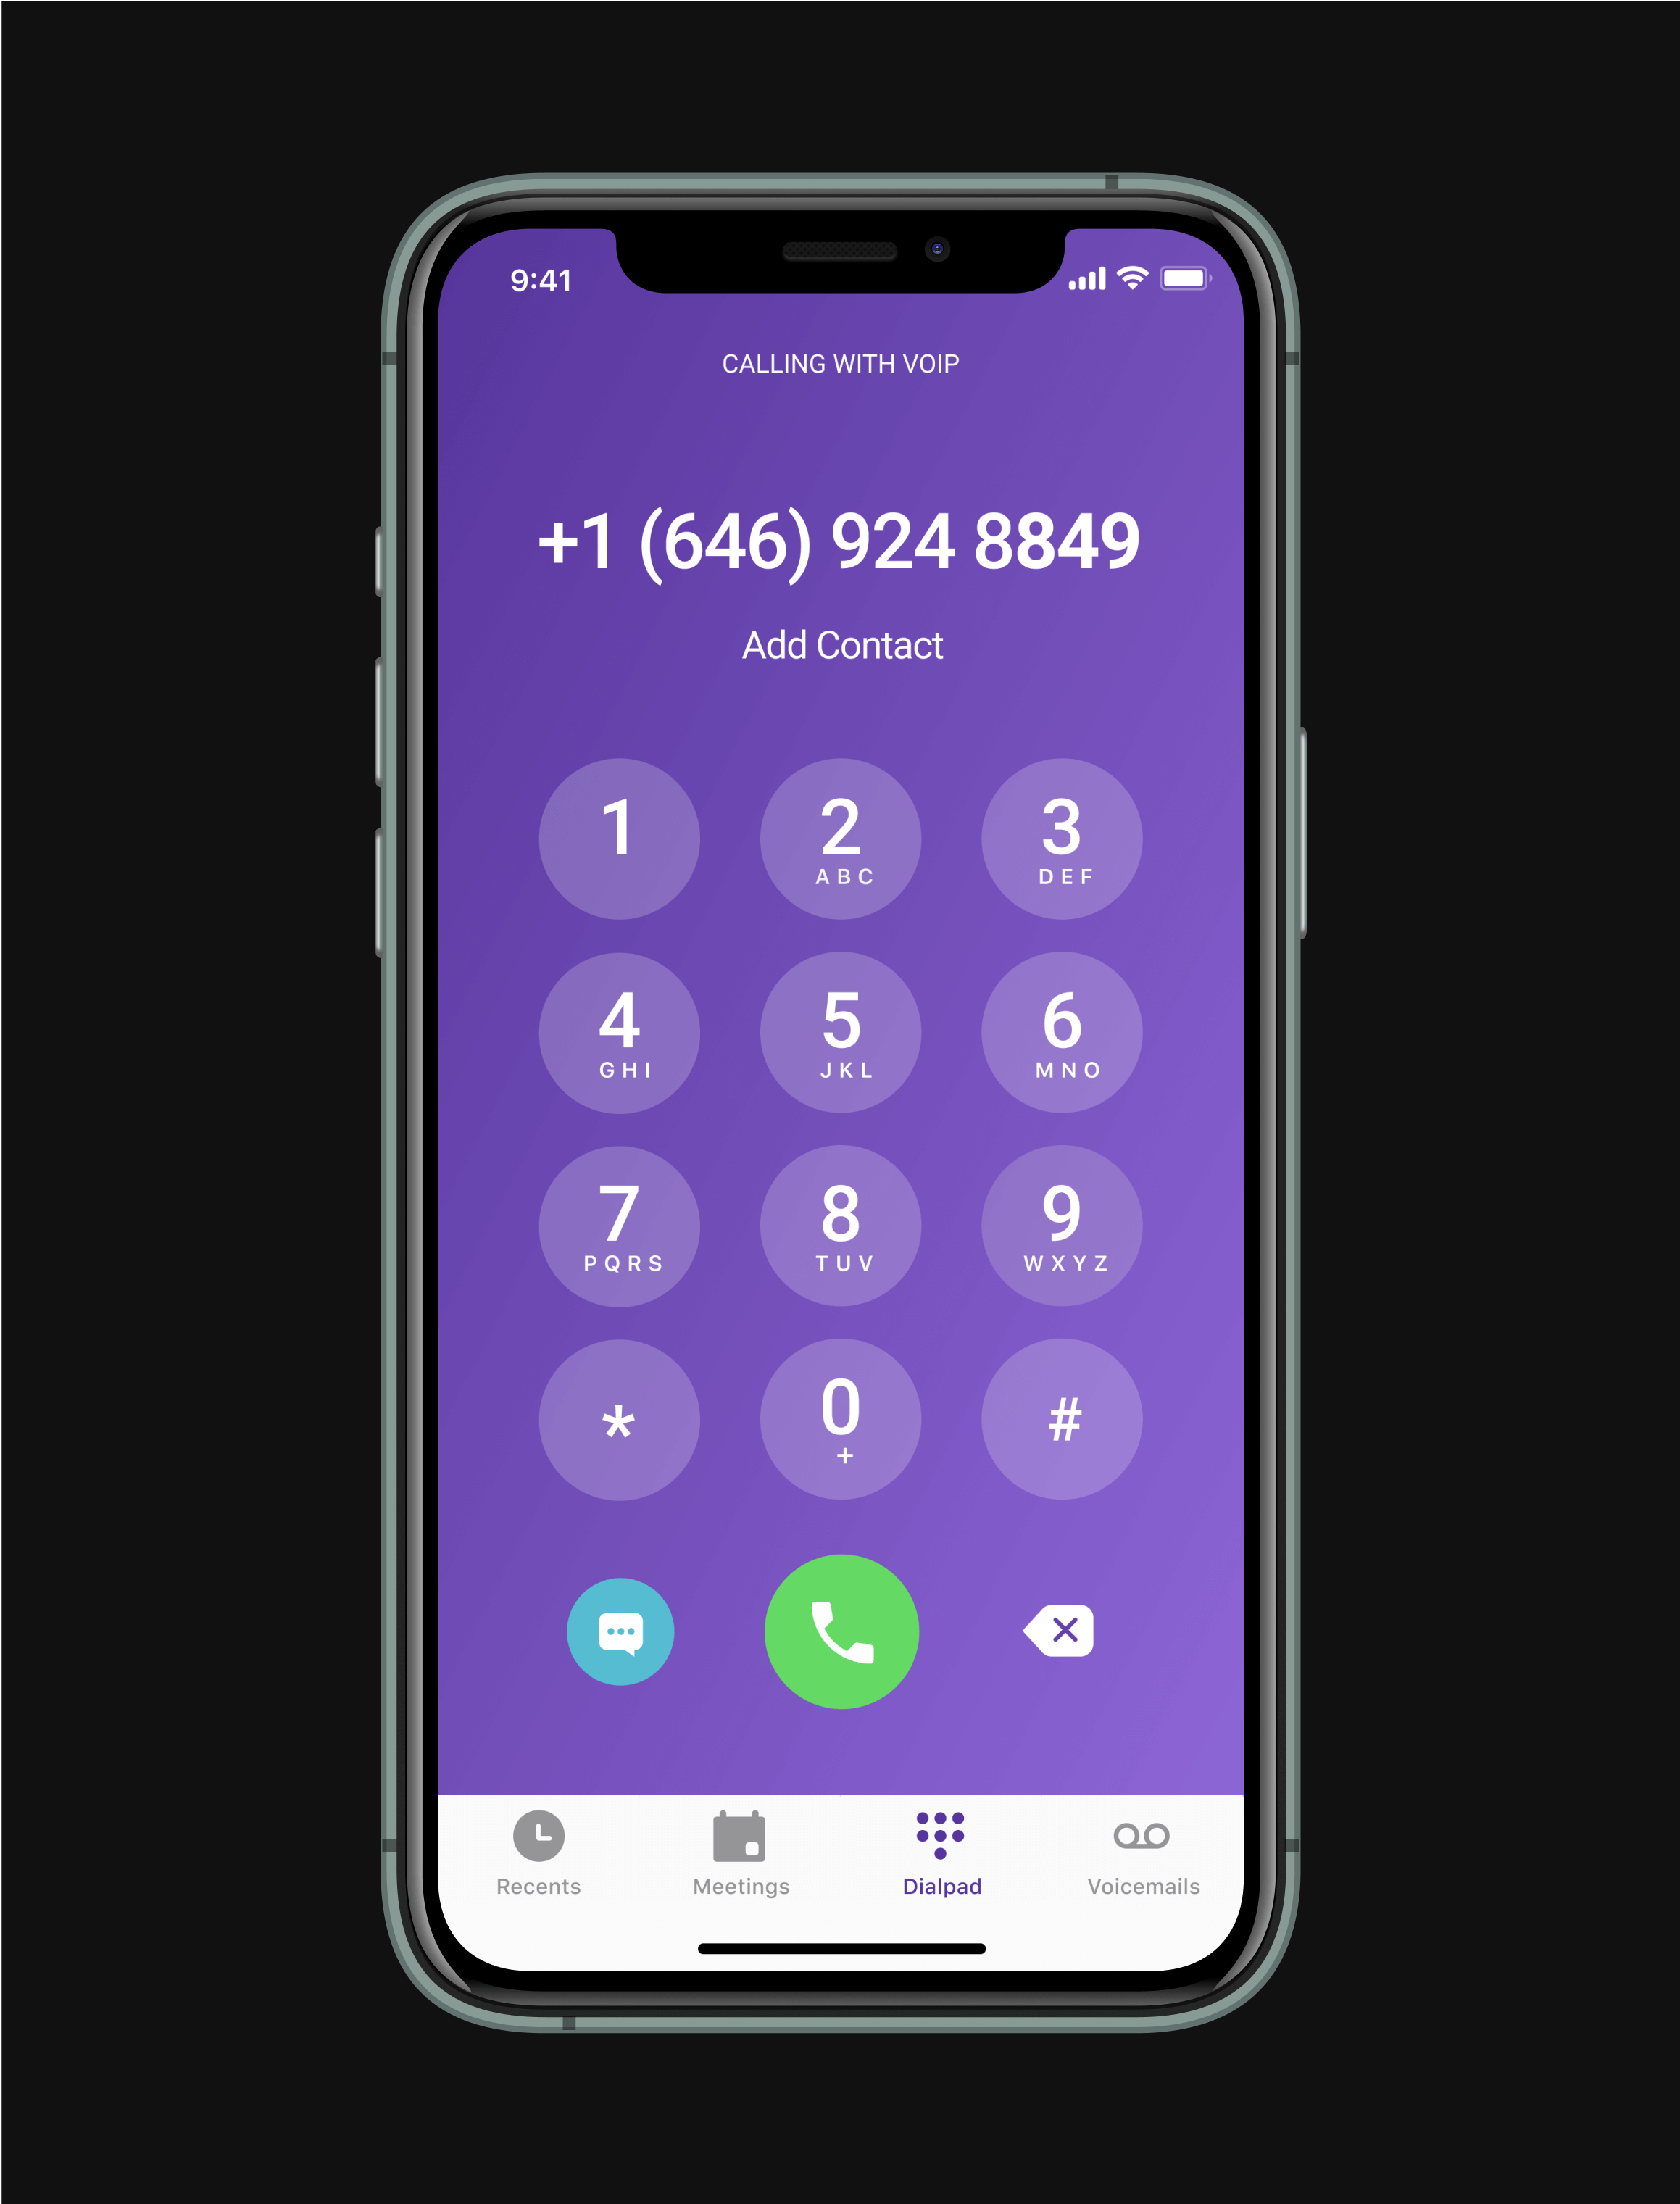 9:41
CALLING WITH VOIP
+1 (646) 924 8849
Add Contact
1 2 3
ABC DEF
4 5 6
GHI JKL MNO
7 8 9
PQRS TUV WXYZ
* 0 #
+
Recents Meetings Dialpad Voicemails